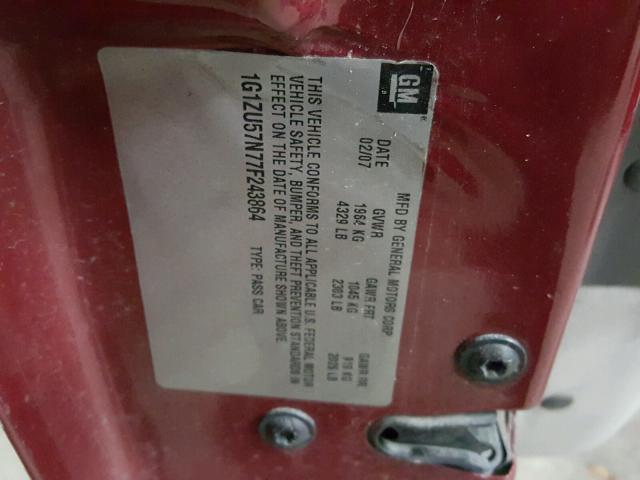 GM
MFD BY GENERAL MOTORS CORP
DATE GVWR GAWR FRT GAWR RR
02/07 1964 KG 1045 KG 919 KG
4329 LB 2303 LB 2026 LB
THIS VEHICLE CONFORMS TO ALL APPLICABLE U.S. FEDERAL MOTOR
VEHICLE SAFETY, BUMPER, AND THEFT PREVENTION STANDARDS IN
EFFECT ON THE DATE OF MANUFACTURE SHOWN ABOVE.
1G1ZU57N77F243864 TYPE: PASS CAR